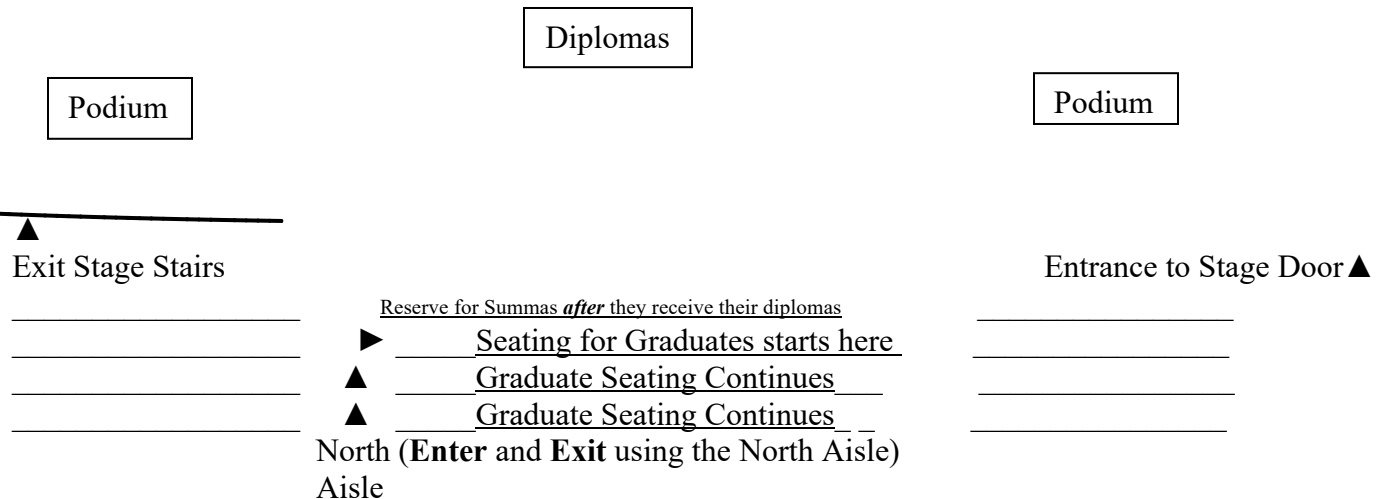 Diplomas
Podium
Podium
Exit Stage Stairs
Entrance to Stage Door▲
Reserve for Summas after they receive their diplomas
Seating for Graduates starts here
Graduate Seating Continues
Graduate Seating Continues
North (Enter and Exit using the North Aisle)
Aisle